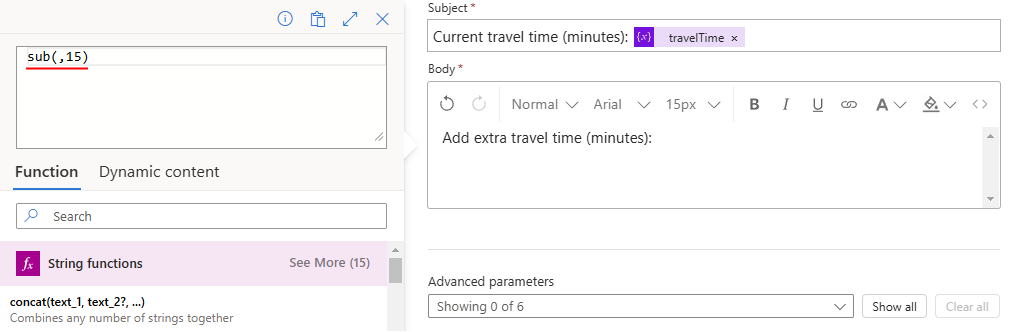 sub(,15)
Function
Dynamic content
Search
fx
String functions
See More (15)
concat(text_1, text_2?, ...)
Combines any number of strings together
Subject *
Current travel time (minutes): {x} travelTime ×
Body *
Normal
Arial
15px
B I U A <>
Add extra travel time (minutes):
Advanced parameters
Showing 0 of 6
Show all
Clear all